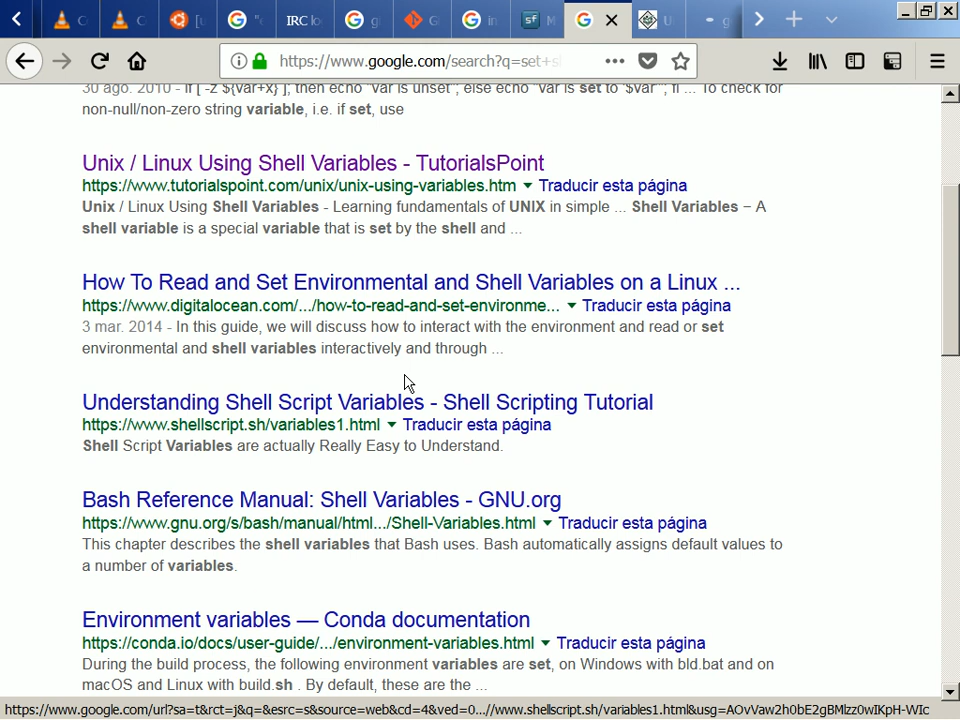 C
C
[u
"c
IRC lo
gi
Gl
in
sf M
U
g
https://www.google.com/search?q=set+s
30 ago. 2010 - if [ -z ${var+x} ]; then echo "var is unset"; else echo "var is set to '$var'"; fi ... To check for
non-null/non-zero string variable, i.e. if set, use
Unix / Linux Using Shell Variables - TutorialsPoint
https://www.tutorialspoint.com/unix/unix-using-variables.htm ▼ Traducir esta página
Unix / Linux Using Shell Variables - Learning fundamentals of UNIX in simple ... Shell Variables − A
shell variable is a special variable that is set by the shell and ...
How To Read and Set Environmental and Shell Variables on a Linux ...
https://www.digitalocean.com/.../how-to-read-and-set-environme... ▼ Traducir esta página
3 mar. 2014 - In this guide, we will discuss how to interact with the environment and read or set
environmental and shell variables interactively and through ...
Understanding Shell Script Variables - Shell Scripting Tutorial
https://www.shellscript.sh/variables1.html ▼ Traducir esta página
Shell Script Variables are actually Really Easy to Understand.
Bash Reference Manual: Shell Variables - GNU.org
https://www.gnu.org/s/bash/manual/html.../Shell-Variables.html ▼ Traducir esta página
This chapter describes the shell variables that Bash uses. Bash automatically assigns default values to
a number of variables.
Environment variables — Conda documentation
https://conda.io/docs/user-guide/.../environment-variables.html ▼ Traducir esta página
During the build process, the following environment variables are set, on Windows with bld.bat and on
macOS and Linux with build.sh . By default, these are the ...
https://www.google.com/url?sa=t&rct=j&q=&esrc=s&source=web&cd=4&ved=0...//www.shellscript.sh/variables1.html&usg=AOvVaw2h0bE2gBMlzz0wIKpH-WIc